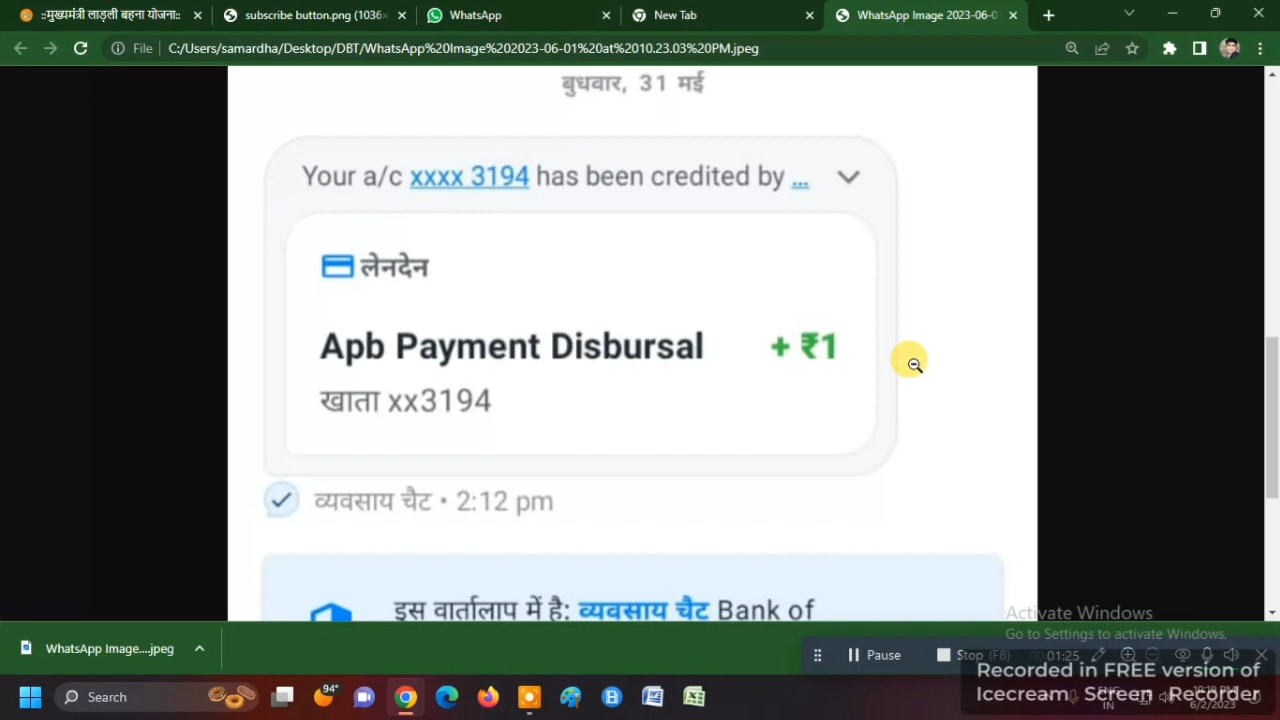 ::मुख्यमंत्री लाड़ली बहना योजना::
subscribe button.png (1036×
WhatsApp
New Tab
WhatsApp Image 2023-06-0
File
C:/Users/samardha/Desktop/DBT/WhatsApp%20Image%202023-06-01%20at%2010.23.03%20PM.jpeg
बुधवार, 31 मई
Your a/c xxxx 3194 has been credited by ...
लेनदेन
Apb Payment Disbursal + ₹1
खाता xx3194
व्यवसाय चैट • 2:12 pm
इस वार्तालाप में है: व्यवसाय चैट Bank of
Activate Windows
Go to Settings to activate Windows.
WhatsApp Image....jpeg
Pause
Stop (F8)
01:25
Recorded in FREE version of
Icecream Screen Recorder
Search
94°
IN
6/2/2023